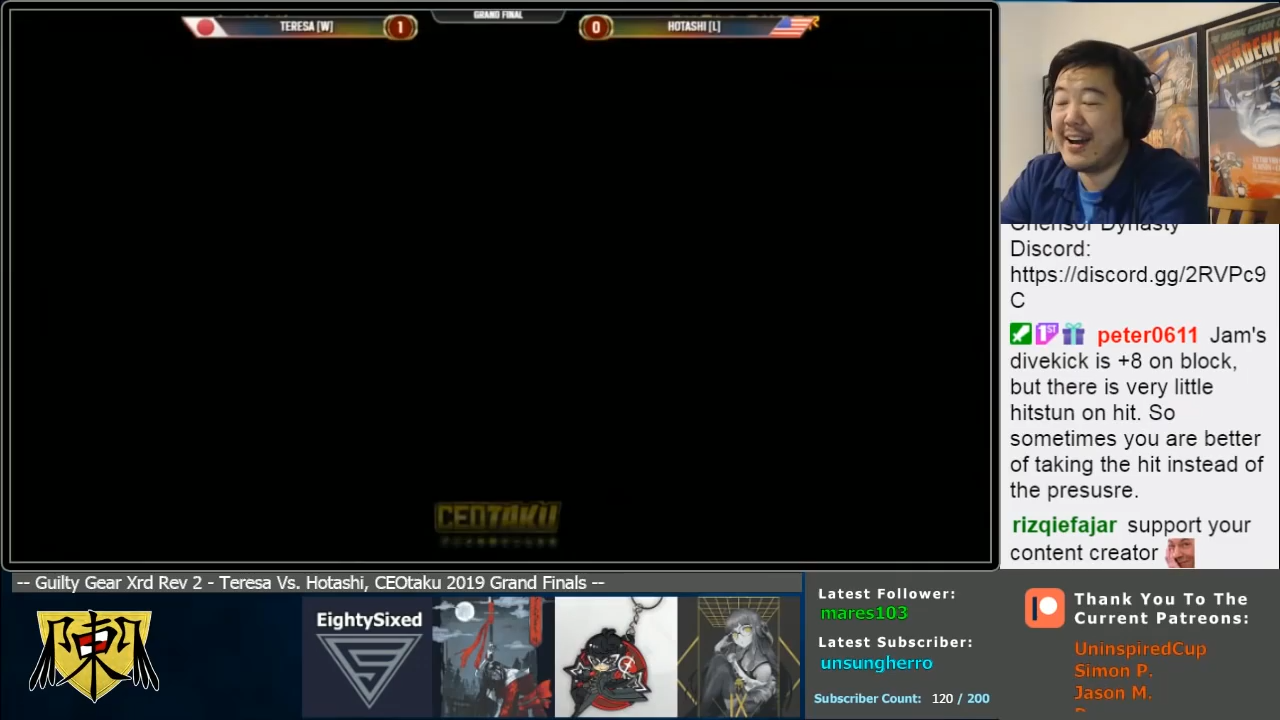 TERESA [W]
1
GRAND FINAL
0
HOTASHI [L]
CEOTAKU
Dynasty
Discord:
https://discord.gg/2RVPc9
C
1ST peter0611 Jam's
divekick is +8 on block,
but there is very little
hitstun on hit. So
sometimes you are better
of taking the hit instead of
the presusre.
rizqiefajar support your
content creator
-- Guilty Gear Xrd Rev 2 - Teresa Vs. Hotashi, CEOtaku 2019 Grand Finals --
EightySixed
Latest Follower:
mares103
Latest Subscriber:
unsungherro
Subscriber Count: 120 / 200
Thank You To The
Current Patreons:
UninspiredCup
Simon P.
Jason M.